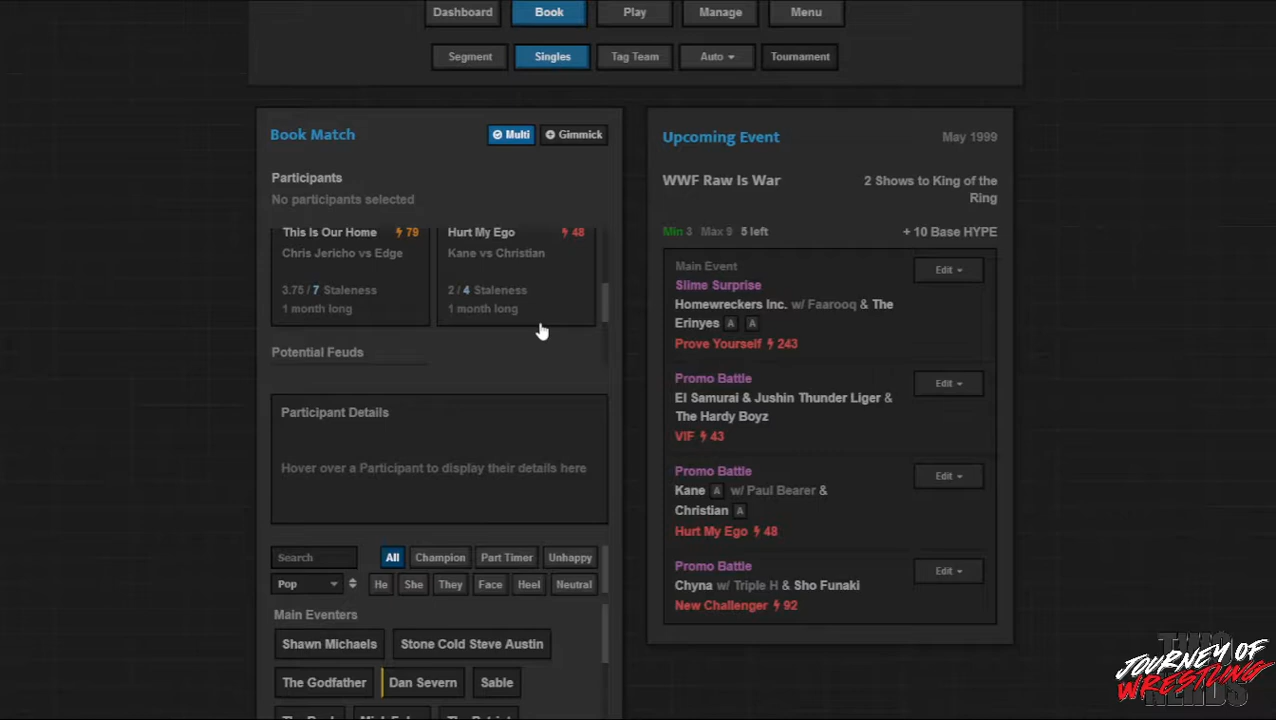 Dashboard Book Play Manage Menu
Segment Singles Tag Team Auto Tournament
Book Match Multi Gimmick
Participants
No participants selected
This Is Our Home 79
Chris Jericho vs Edge
3.75 / 7 Staleness
1 month long
Hurt My Ego 48
Kane vs Christian
2 / 4 Staleness
1 month long
Potential Feuds
Participant Details
Hover over a Participant to display their details here
Search All Champion Part Timer Unhappy
Pop He She They Face Heel Neutral
Main Eventers
Shawn Michaels Stone Cold Steve Austin
The Godfather Dan Severn Sable
Upcoming Event May 1999
WWF Raw Is War 2 Shows to King of the
Ring
Min 3 Max 9 5 left + 10 Base HYPE
Main Event Edit
Slime Surprise
Homewreckers Inc. w/ Faarooq & The
Erinyes A A
Prove Yourself 243
Promo Battle Edit
El Samurai & Jushin Thunder Liger &
The Hardy Boyz
VIF 43
Promo Battle Edit
Kane A w/ Paul Bearer &
Christian A
Hurt My Ego 48
Promo Battle Edit
Chyna w/ Triple H & Sho Funaki
New Challenger 92
JOURNEY OF
WRESTLING